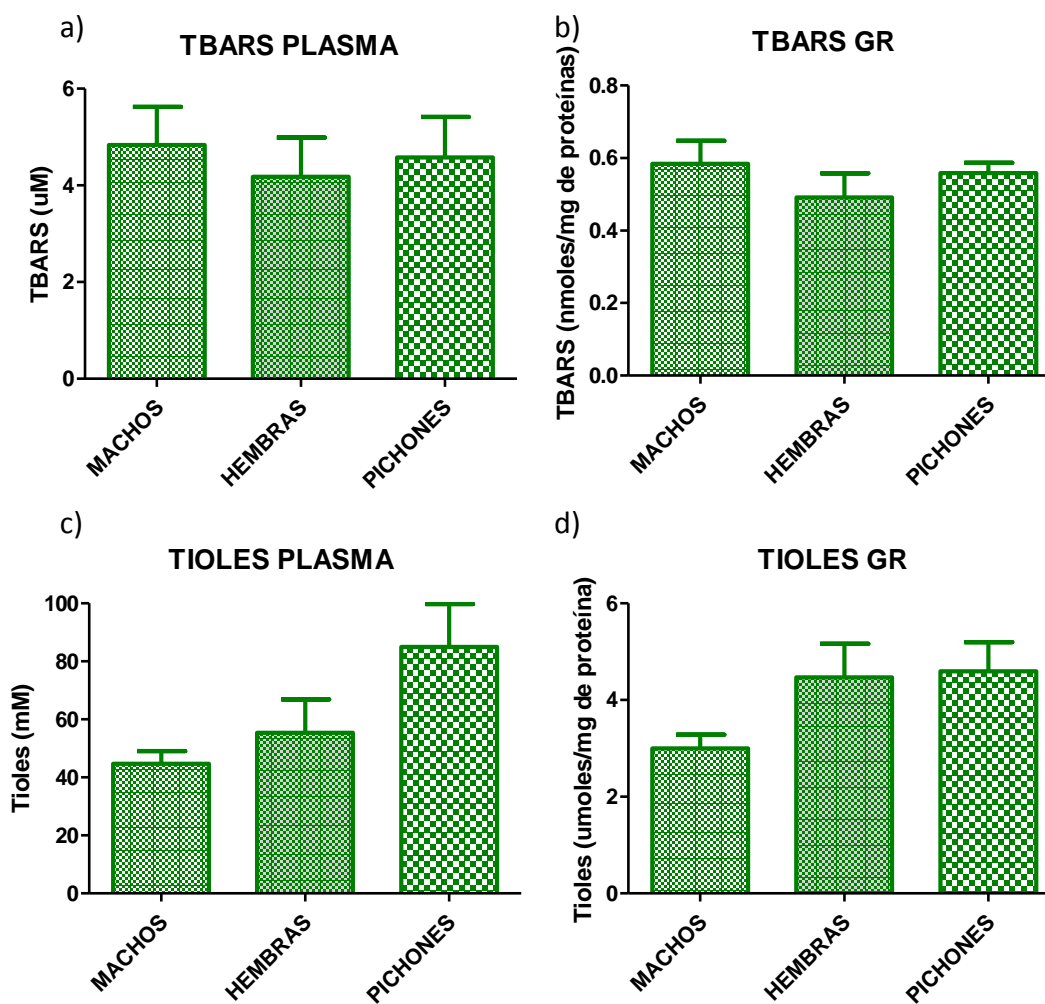 a)
TBARS PLASMA
TBARS (uM)
6
4
2
0
MACHOS
HEMBRAS
PICHONES
b)
TBARS GR
TBARS (nmoles/mg de proteínas)
0.8
0.6
0.4
0.2
0.0
MACHOS
HEMBRAS
PICHONES
c)
TIOLES PLASMA
Tioles (mM)
100
80
60
40
20
0
MACHOS
HEMBRAS
PICHONES
d)
TIOLES GR
Tioles (umoles/mg de proteína)
6
4
2
0
MACHOS
HEMBRAS
PICHONES